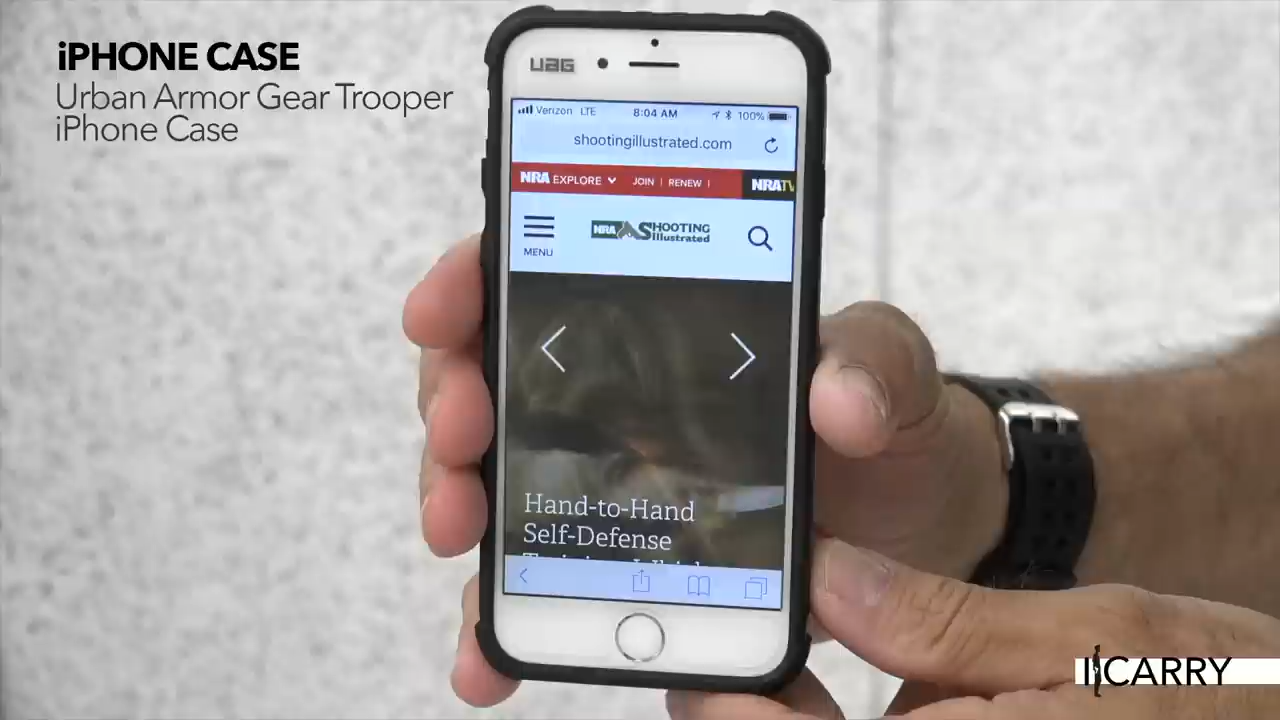 iPHONE CASE
Urban Armor Gear Trooper
iPhone Case
UAG
Verizon LTE 8:04 AM 100%
shootingillustrated.com
NRA EXPLORE JOIN | RENEW | NRATV
MENU
NRA SHOOTING
Illustrated
Hand-to-Hand
Self-Defense
I CARRY